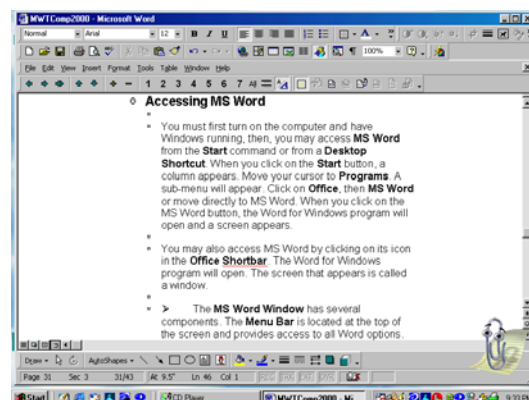 MWTComp2000 - Microsoft Word
Normal Arial 12 B I U
100%
File Edit View Insert Format Tools Table Window Help
1 2 3 4 5 6 7 All
Accessing MS Word
You must first turn on the computer and have
Windows running, then, you may access MS Word
from the Start command or from a Desktop
Shortcut. When you click on the Start button, a
column appears. Move your cursor to Programs. A
sub-menu will appear. Click on Office, then MS Word
or move directly to MS Word. When you click on the
MS Word button, the Word for Windows program will
open and a screen appears.
You may also access MS Word by clicking on its icon
in the Office Shortbar. The Word for Windows
program will open. The screen that appears is called
a window.
The MS Word Window has several
components. The Menu Bar is located at the top of
the screen and provides access to all Word options.
Draw AutoShapes
Page 31 Sec 3 31/43 At 9.5" Ln 46 Col 1 REC TRK EXT OVR
Start CD Player MWTComp2000 - Mi... 9:33 PM